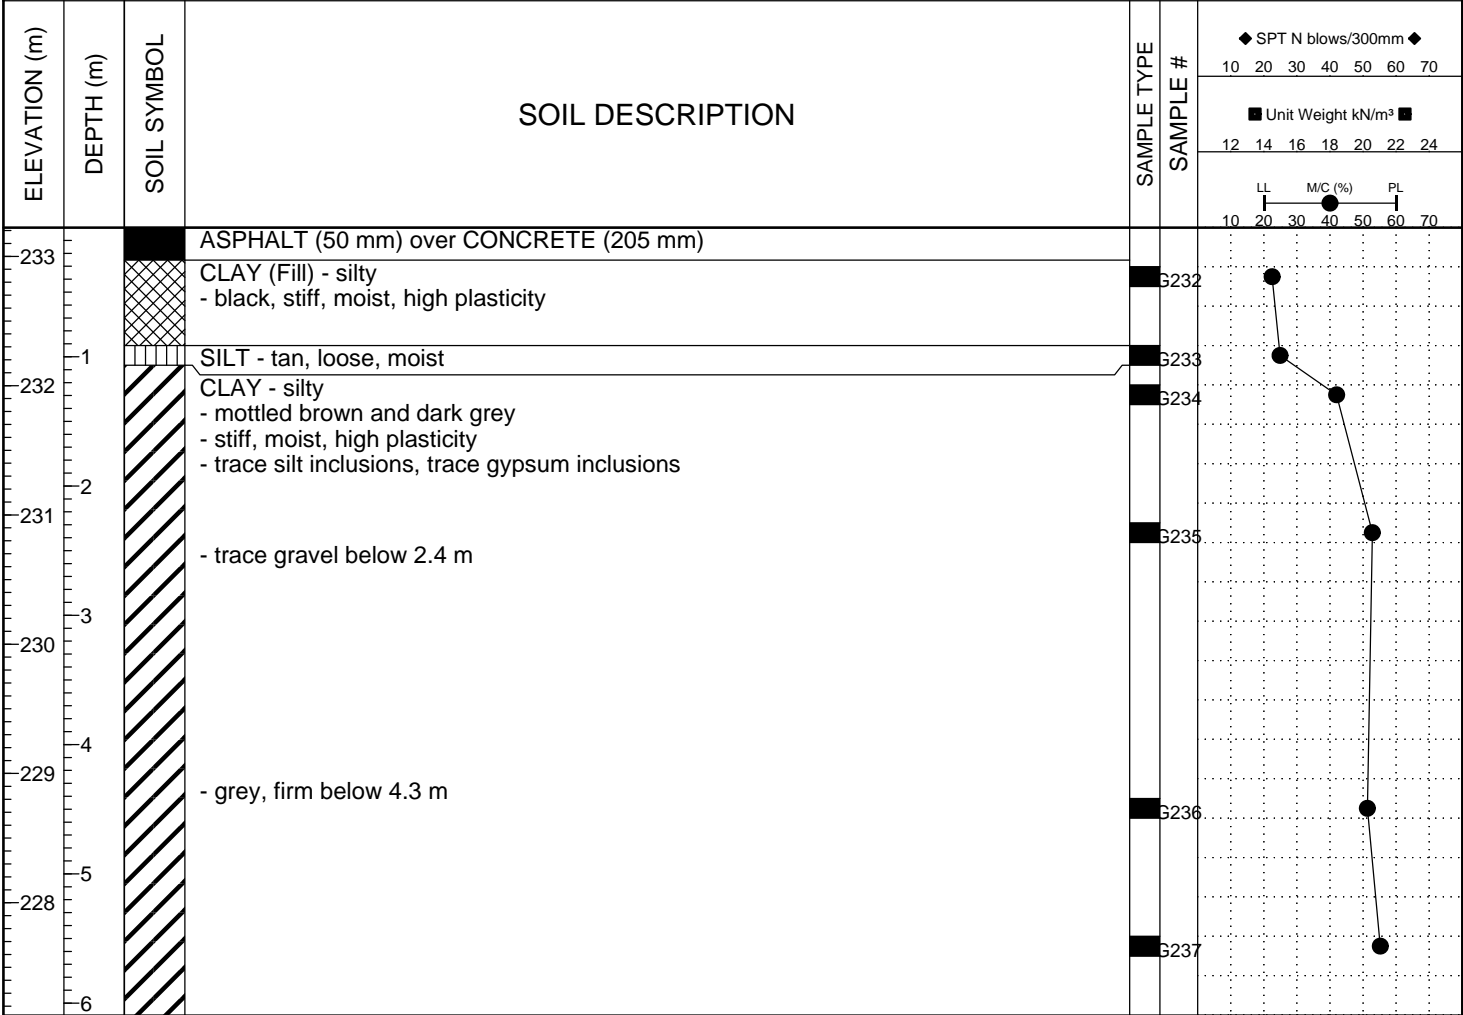 ELEVATION (m)
DEPTH (m)
SOIL SYMBOL
SOIL DESCRIPTION
SAMPLE TYPE
SAMPLE #
◆ SPT N blows/300mm ◆
10 20 30 40 50 60 70
■ Unit Weight kN/m³ ■
12 14 16 18 20 22 24
LL M/C (%) PL
10 20 30 40 50 60 70
ASPHALT (50 mm) over CONCRETE (205 mm)
233
CLAY (Fill) - silty
G232
- black, stiff, moist, high plasticity
1
SILT - tan, loose, moist
G233
232
CLAY - silty
G234
- mottled brown and dark grey
- stiff, moist, high plasticity
- trace silt inclusions, trace gypsum inclusions
2
231
G235
- trace gravel below 2.4 m
3
230
4
229
- grey, firm below 4.3 m
G236
5
228
G237
6